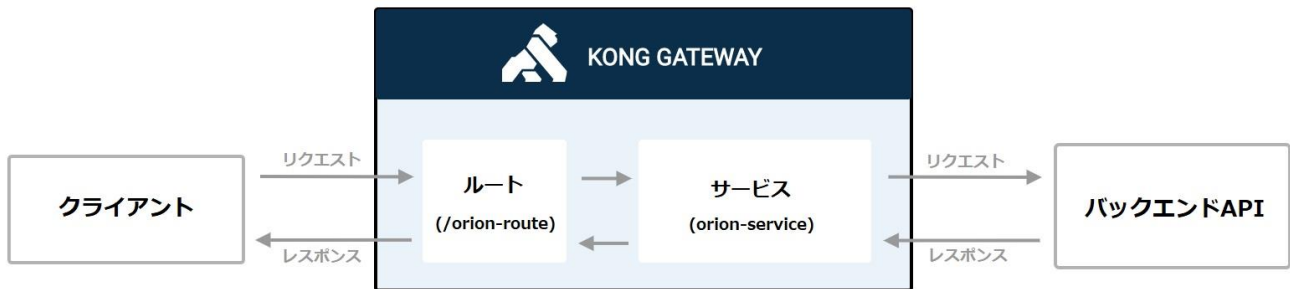 KONG GATEWAY
クライアント
リクエスト
レスポンス
ルート
(/orion-route)
サービス
(orion-service)
リクエスト
レスポンス
バックエンドAPI